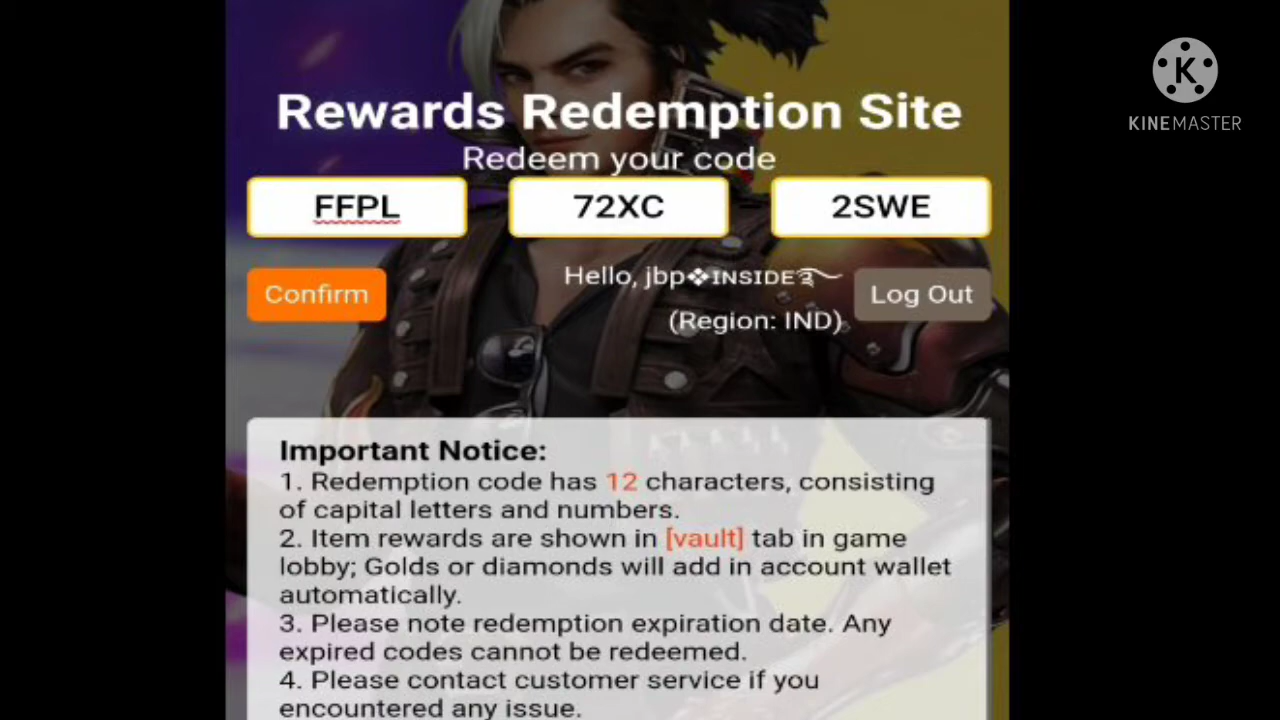 Rewards Redemption Site
Redeem your code
FFPL 72XC 2SWE
Hello, jbp❖ɪɴsɪᴅᴇ࿐
Confirm Log Out
(Region: IND)
Important Notice:
1. Redemption code has 12 characters, consisting
of capital letters and numbers.
2. Item rewards are shown in [vault] tab in game
lobby; Golds or diamonds will add in account wallet
automatically.
3. Please note redemption expiration date. Any
expired codes cannot be redeemed.
4. Please contact customer service if you
encountered any issue.
K
KINEMASTER